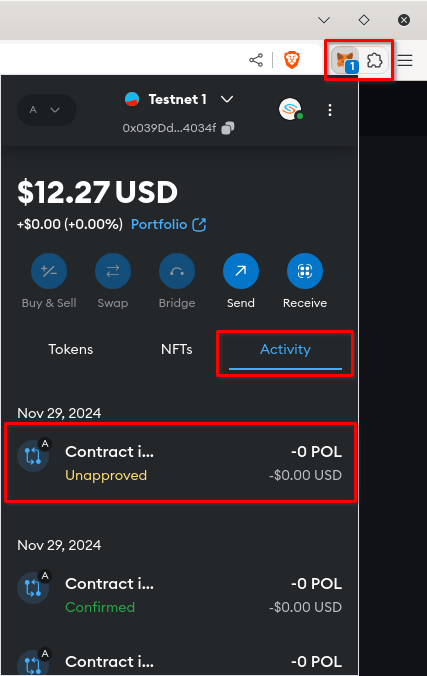 1
A
Testnet 1
0x039Dd...4034f
$12.27 USD
+$0.00 (+0.00%) Portfolio
Buy & Sell Swap Bridge Send Receive
Tokens NFTs Activity
Nov 29, 2024
A
Contract i... -0 POL
Unapproved -$0.00 USD
Nov 29, 2024
A
Contract i... -0 POL
Confirmed -$0.00 USD
A
Contract i... -0 POL